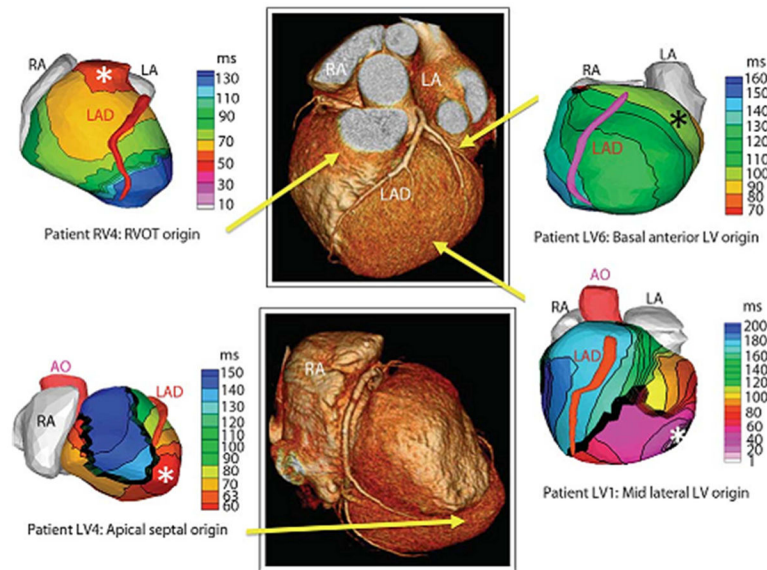 RA
LA
LAD
*
ms
130
110
90
70
50
30
10
Patient RV4: RVOT origin
RA
LA
LAD
RA
LA
LAD
*
ms
160
150
140
130
120
110
100
90
80
70
Patient LV6: Basal anterior LV origin
AO
RA
LAD
*
ms
150
140
130
120
110
100
90
80
70
63
60
Patient LV4: Apical septal origin
RA
AO
RA
LA
LAD
*
ms
200
180
160
140
120
100
80
60
40
20
1
Patient LV1: Mid lateral LV origin